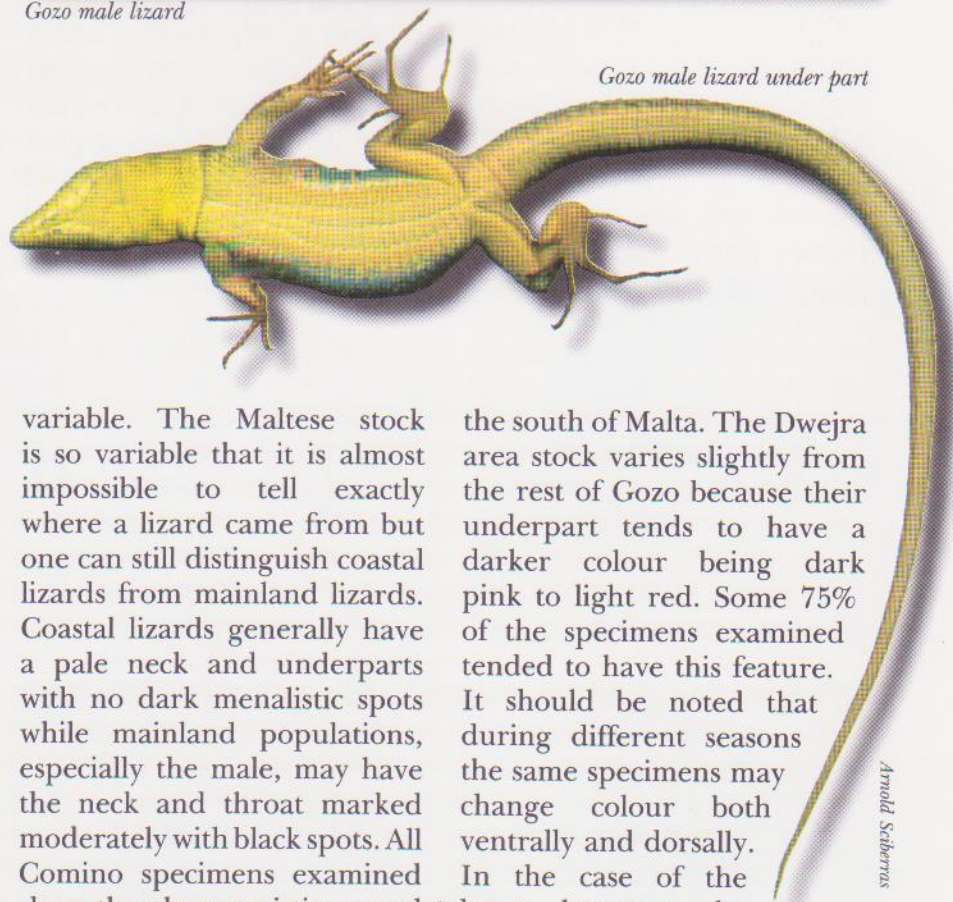 Gozo male lizard
Gozo male lizard under part
variable. The Maltese stock
is so variable that it is almost
impossible to tell exactly
where a lizard came from but
one can still distinguish coastal
lizards from mainland lizards.
Coastal lizards generally have
a pale neck and underparts
with no dark menalistic spots
while mainland populations,
especially the male, may have
the neck and throat marked
moderately with black spots. All
Comino specimens examined
the south of Malta. The Dwejra
area stock varies slightly from
the rest of Gozo because their
underpart tends to have a
darker colour being dark
pink to light red. Some 75%
of the specimens examined
tended to have this feature.
It should be noted that
during different seasons
the same specimens may
change colour both
ventrally and dorsally.
In the case of the
Arnold Sciberras